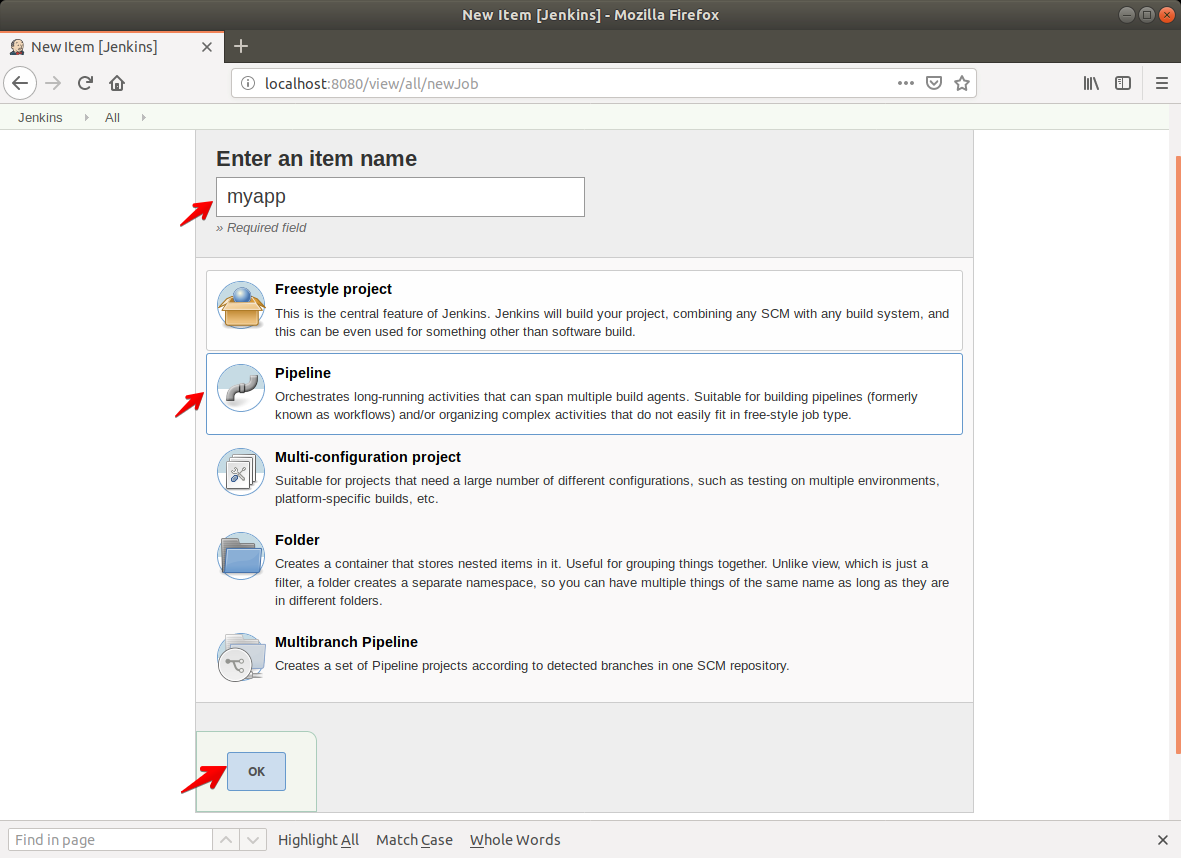 New Item [Jenkins] - Mozilla Firefox
New Item [Jenkins]
localhost:8080/view/all/newJob
Jenkins All
Enter an item name
myapp
» Required field
Freestyle project
This is the central feature of Jenkins. Jenkins will build your project, combining any SCM with any build system, and
this can be even used for something other than software build.
Pipeline
Orchestrates long-running activities that can span multiple build agents. Suitable for building pipelines (formerly
known as workflows) and/or organizing complex activities that do not easily fit in free-style job type.
Multi-configuration project
Suitable for projects that need a large number of different configurations, such as testing on multiple environments,
platform-specific builds, etc.
Folder
Creates a container that stores nested items in it. Useful for grouping things together. Unlike view, which is just a
filter, a folder creates a separate namespace, so you can have multiple things of the same name as long as they are
in different folders.
Multibranch Pipeline
Creates a set of Pipeline projects according to detected branches in one SCM repository.
OK
Find in page Highlight All Match Case Whole Words